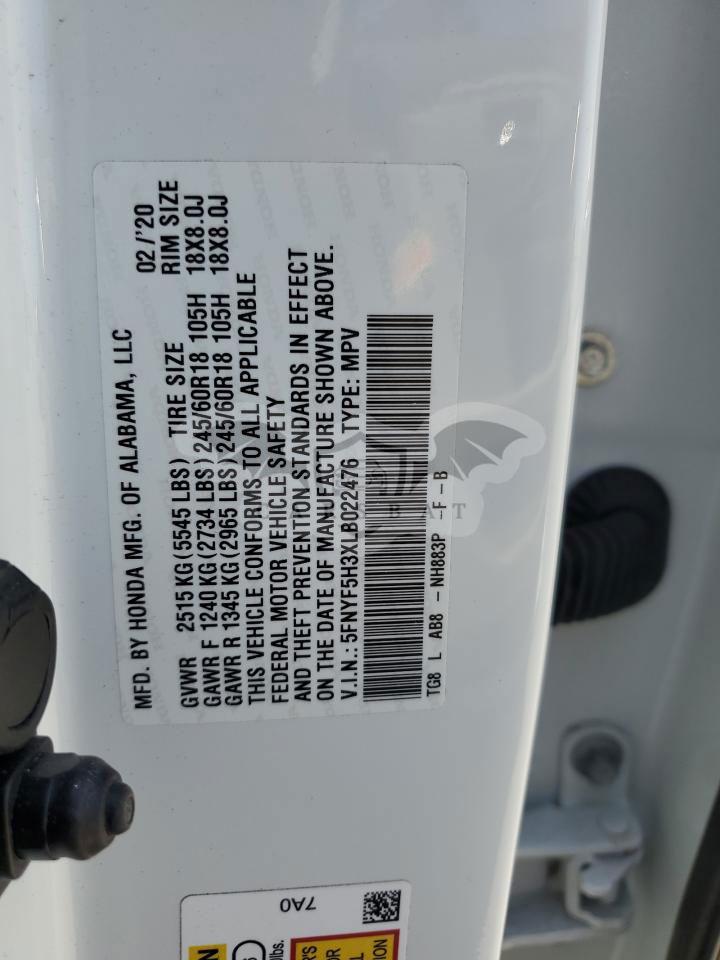 MFD. BY HONDA MFG. OF ALABAMA, LLC 02/'20
GVWR 2515 KG (5545 LBS) TIRE SIZE RIM SIZE
GAWR F 1240 KG (2734 LBS) 245/60R18 105H 18X8.0J
GAWR R 1345 KG (2965 LBS) 245/60R18 105H 18X8.0J
THIS VEHICLE CONFORMS TO ALL APPLICABLE
FEDERAL MOTOR VEHICLE SAFETY
AND THEFT PREVENTION STANDARDS IN EFFECT
ON THE DATE OF MANUFACTURE SHOWN ABOVE.
V.I.N.: 5FNYF5H3XLB022476 TYPE: MPV
TG8 L AB8 - NH883P -F-B
7A0
lbs.